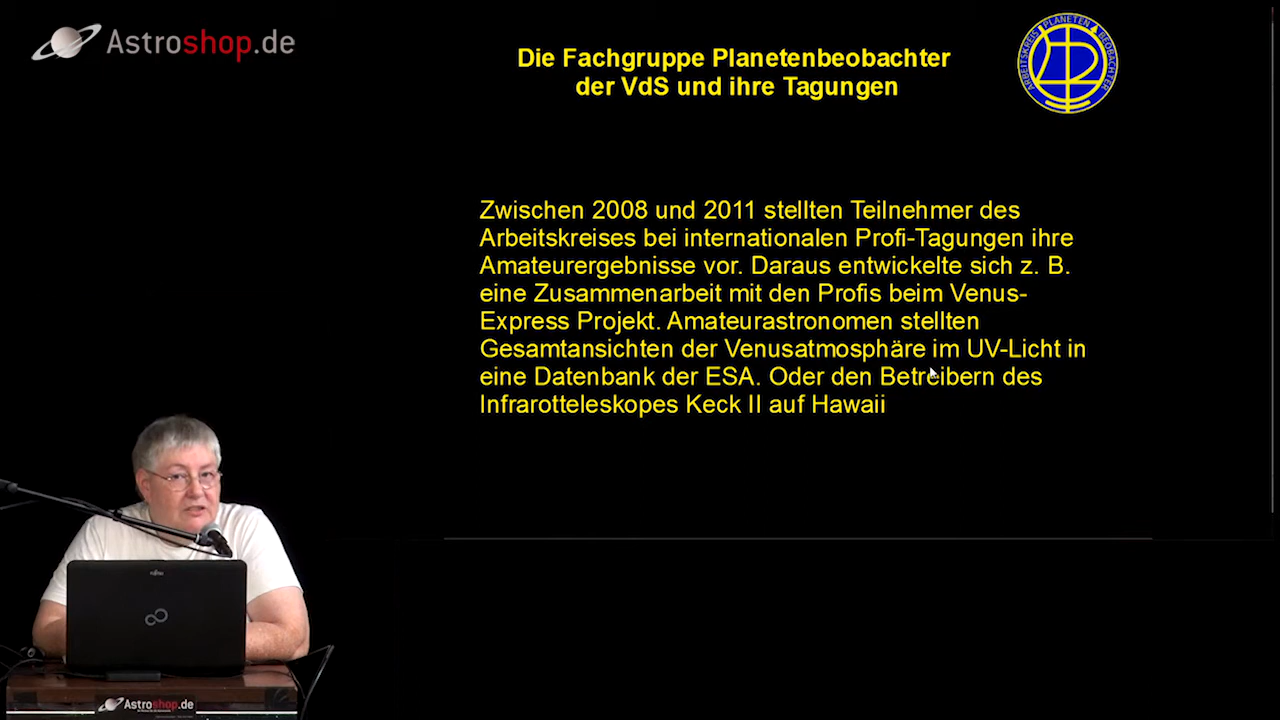 Astroshop.de
Die Fachgruppe Planetenbeobachter
der VdS und ihre Tagungen
ARBEITSKREIS PLANETEN BEOBACHTER
Zwischen 2008 und 2011 stellten Teilnehmer des
Arbeitskreises bei internationalen Profi-Tagungen ihre
Amateurergebnisse vor. Daraus entwickelte sich z. B.
eine Zusammenarbeit mit den Profis beim Venus-
Express Projekt. Amateurastronomen stellten
Gesamtansichten der Venusatmosphäre im UV-Licht in
eine Datenbank der ESA. Oder den Betreibern des
Infrarotteleskopes Keck II auf Hawaii
FUJITSU
Astroshop.de